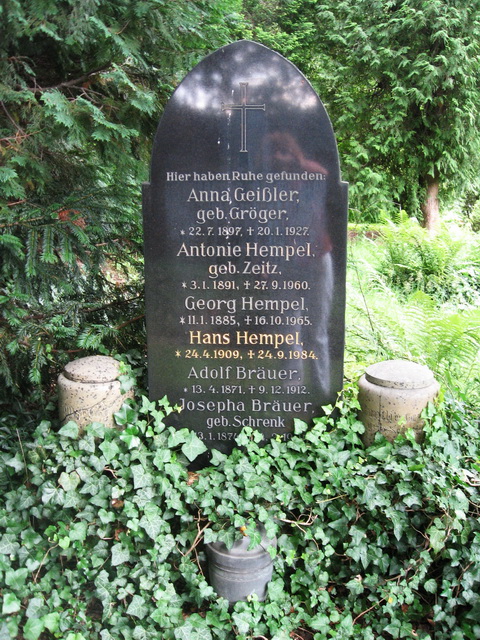 Hier haben Ruhe gefunden:
Anna Geißler,
geb. Gröger,
* 22.7.1897, + 20.1.1927.
Antonie Hempel,
geb. Zeitz,
* 3.1.1891, + 27.9.1960.
Georg Hempel,
* 11.1.1885, + 16.10.1965.
Hans Hempel,
* 24.4.1909, + 24.9.1984.
Adolf Bräuer,
* 13.4.1871, + 9.12.1912.
Josepha Bräuer,
geb. Schrenk